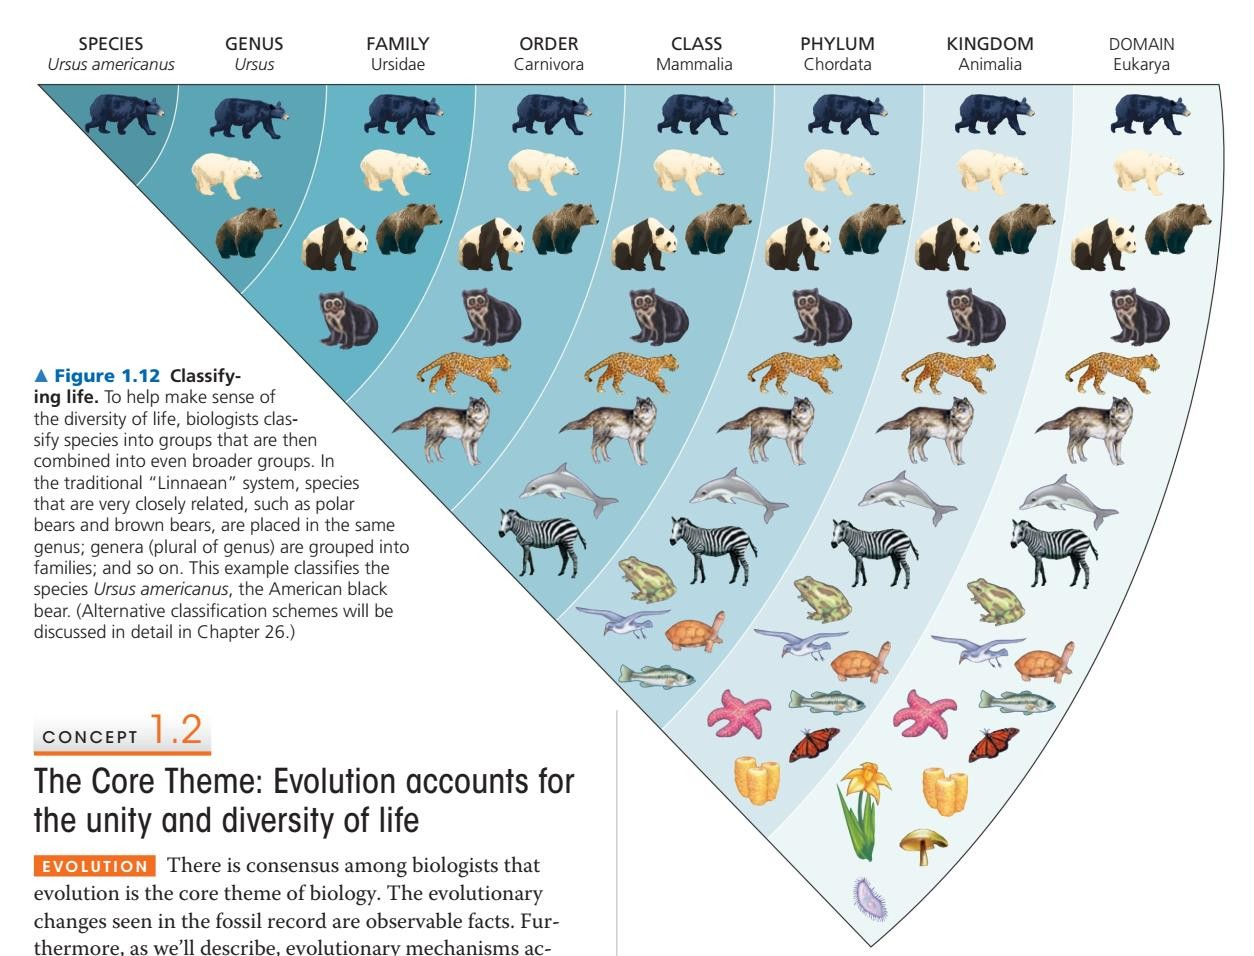 SPECIES GENUS FAMILY ORDER CLASS PHYLUM KINGDOM DOMAIN
Ursus americanus Ursus Ursidae Carnivora Mammalia Chordata Animalia Eukarya
▲ Figure 1.12 Classify-
ing life. To help make sense of
the diversity of life, biologists clas-
sify species into groups that are then
combined into even broader groups. In
the traditional “Linnaean” system, species
that are very closely related, such as polar
bears and brown bears, are placed in the same
genus; genera (plural of genus) are grouped into
families; and so on. This example classifies the
species Ursus americanus, the American black
bear. (Alternative classification schemes will be
discussed in detail in Chapter 26.)
CONCEPT 1.2
The Core Theme: Evolution accounts for
the unity and diversity of life
EVOLUTION There is consensus among biologists that
evolution is the core theme of biology. The evolutionary
changes seen in the fossil record are observable facts. Fur-
thermore, as we’ll describe, evolutionary mechanisms ac-